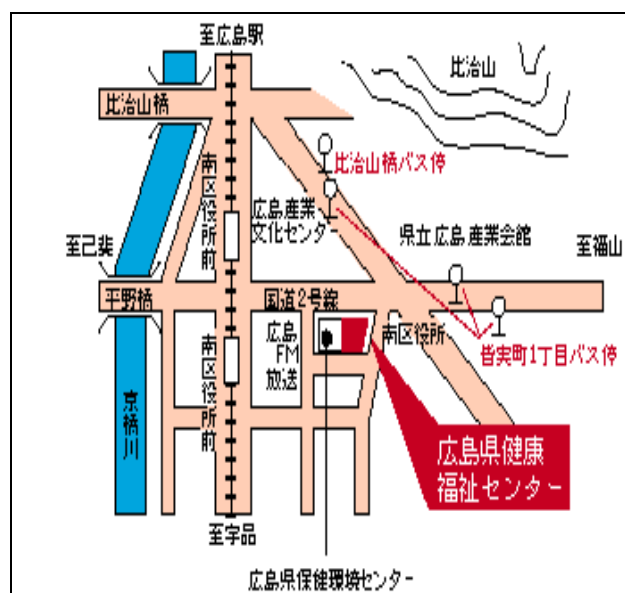 至広島駅
比治山
比治山橋
南区役所前
比治山橋バス停
広島産業
文化センター
県立広島産業会館
至己斐
至福山
平野橋
国道2号線
広島
FM
放送
南区役所
皆実町1丁目バス停
南区役所前
京橋川
広島県健康
福祉センター
至宇品
広島県保健環境センター